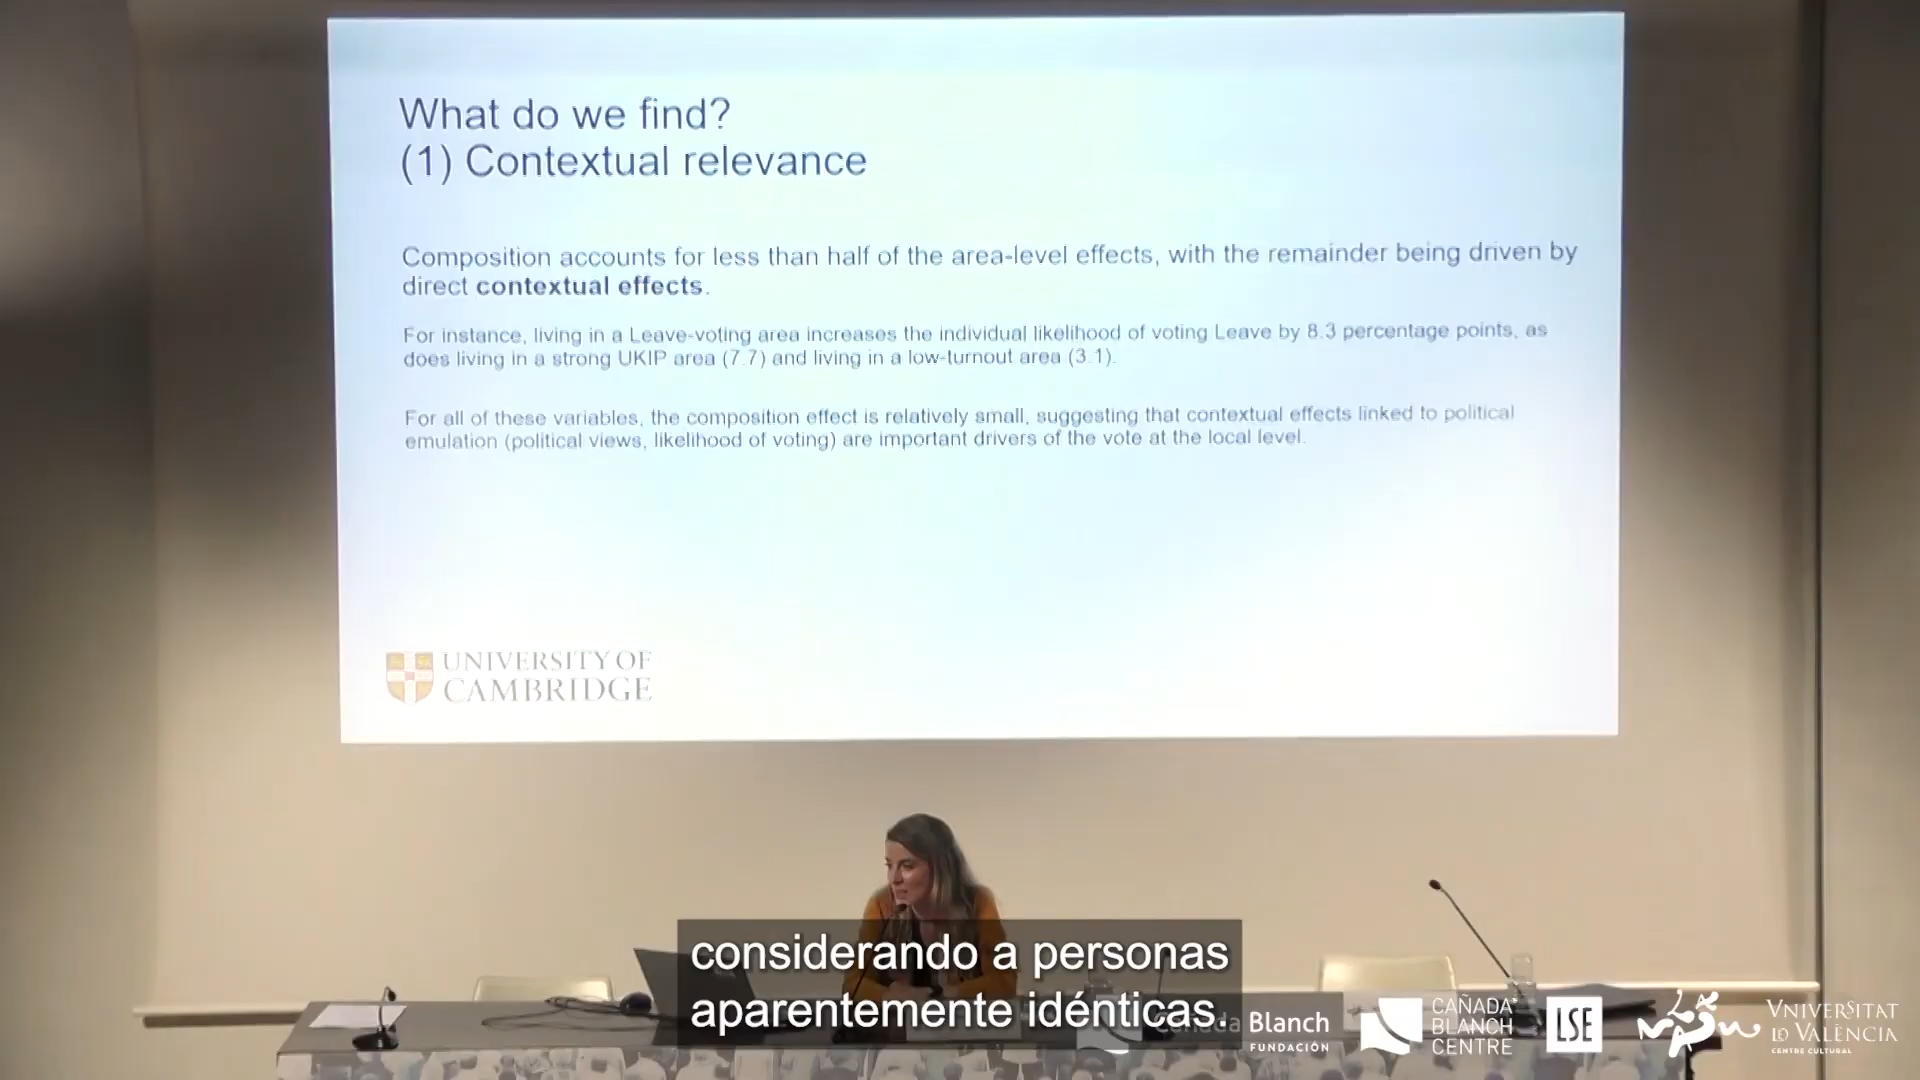 What do we find?
(1) Contextual relevance
Composition accounts for less than half of the area-level effects, with the remainder being driven by
direct contextual effects.
For instance, living in a Leave-voting area increases the individual likelihood of voting Leave by 8.3 percentage points, as
does living in a strong UKIP area (7.7) and living in a low-turnout area (3.1).
For all of these variables, the composition effect is relatively small, suggesting that contextual effects linked to political
emulation (political views, likelihood of voting) are important drivers of the vote at the local level.
UNIVERSITY OF
CAMBRIDGE
considerando a personas
aparentemente idénticas.
Blanch
FUNDACIÓN
CAÑADA
BLANCH
CENTRE
LSE
VNIVERSITAT
ID VALÈNCIA
CENTRE CULTURAL